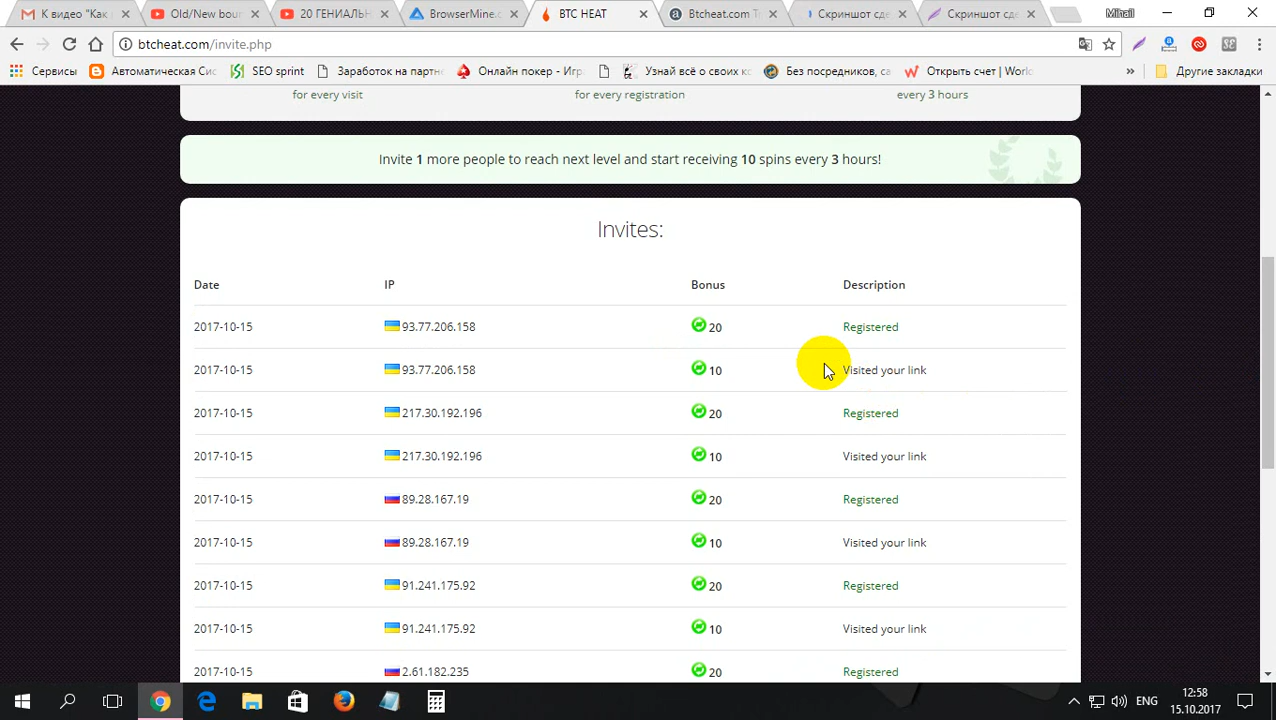 К видео "Как
Old/New bour
20 ГЕНИАЛЬН
BrowserMine.c
BTC HEAT
Btcheat.com T
Скриншот сде
Скриншот сде
Mihail
btcheat.com/invite.php
Сервисы
Автоматическая Сис
SEO sprint
Заработок на партне
Онлайн покер - Игр
Узнай всё о своих ко
Без посредников, са
Открыть счет | Work
»
Другие закладки
for every visit
for every registration
every 3 hours
Invite 1 more people to reach next level and start receiving 10 spins every 3 hours!
Invites:
Date IP Bonus Description
2017-10-15 93.77.206.158 20 Registered
2017-10-15 93.77.206.158 10 Visited your link
2017-10-15 217.30.192.196 20 Registered
2017-10-15 217.30.192.196 10 Visited your link
2017-10-15 89.28.167.19 20 Registered
2017-10-15 89.28.167.19 10 Visited your link
2017-10-15 91.241.175.92 20 Registered
2017-10-15 91.241.175.92 10 Visited your link
2017-10-15 2.61.182.235 20 Registered
ENG
12:58
15.10.2017